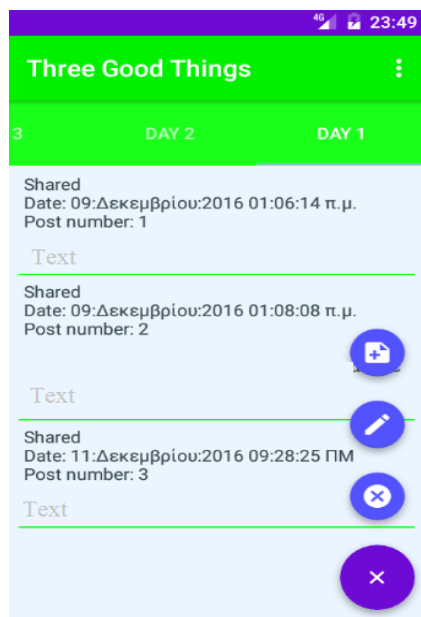 4G 23:49
Three Good Things
3 DAY 2 DAY 1
Shared
Date: 09:Δεκεμβρίου:2016 01:06:14 π.μ.
Post number: 1
Text
Shared
Date: 09:Δεκεμβρίου:2016 01:08:08 π.μ.
Post number: 2
Text
Shared
Date: 11:Δεκεμβρίου:2016 09:28:25 ΠΜ
Post number: 3
Text